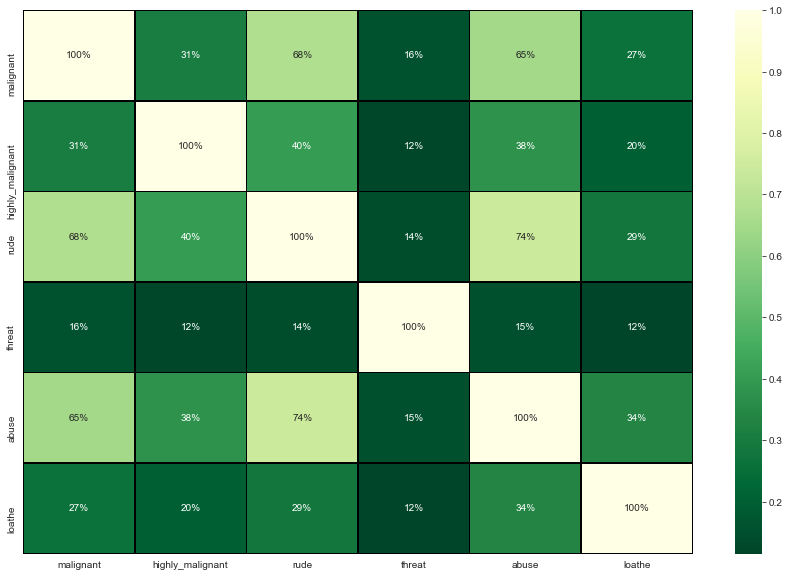 malignant 100% 31% 68% 16% 65% 27%
highly_malignant 31% 100% 40% 12% 38% 20%
rude 68% 40% 100% 14% 74% 29%
threat 16% 12% 14% 100% 15% 12%
abuse 65% 38% 74% 15% 100% 34%
loathe 27% 20% 29% 12% 34% 100%
malignant highly_malignant rude threat abuse loathe
1.0
0.9
0.8
0.7
0.6
0.5
0.4
0.3
0.2